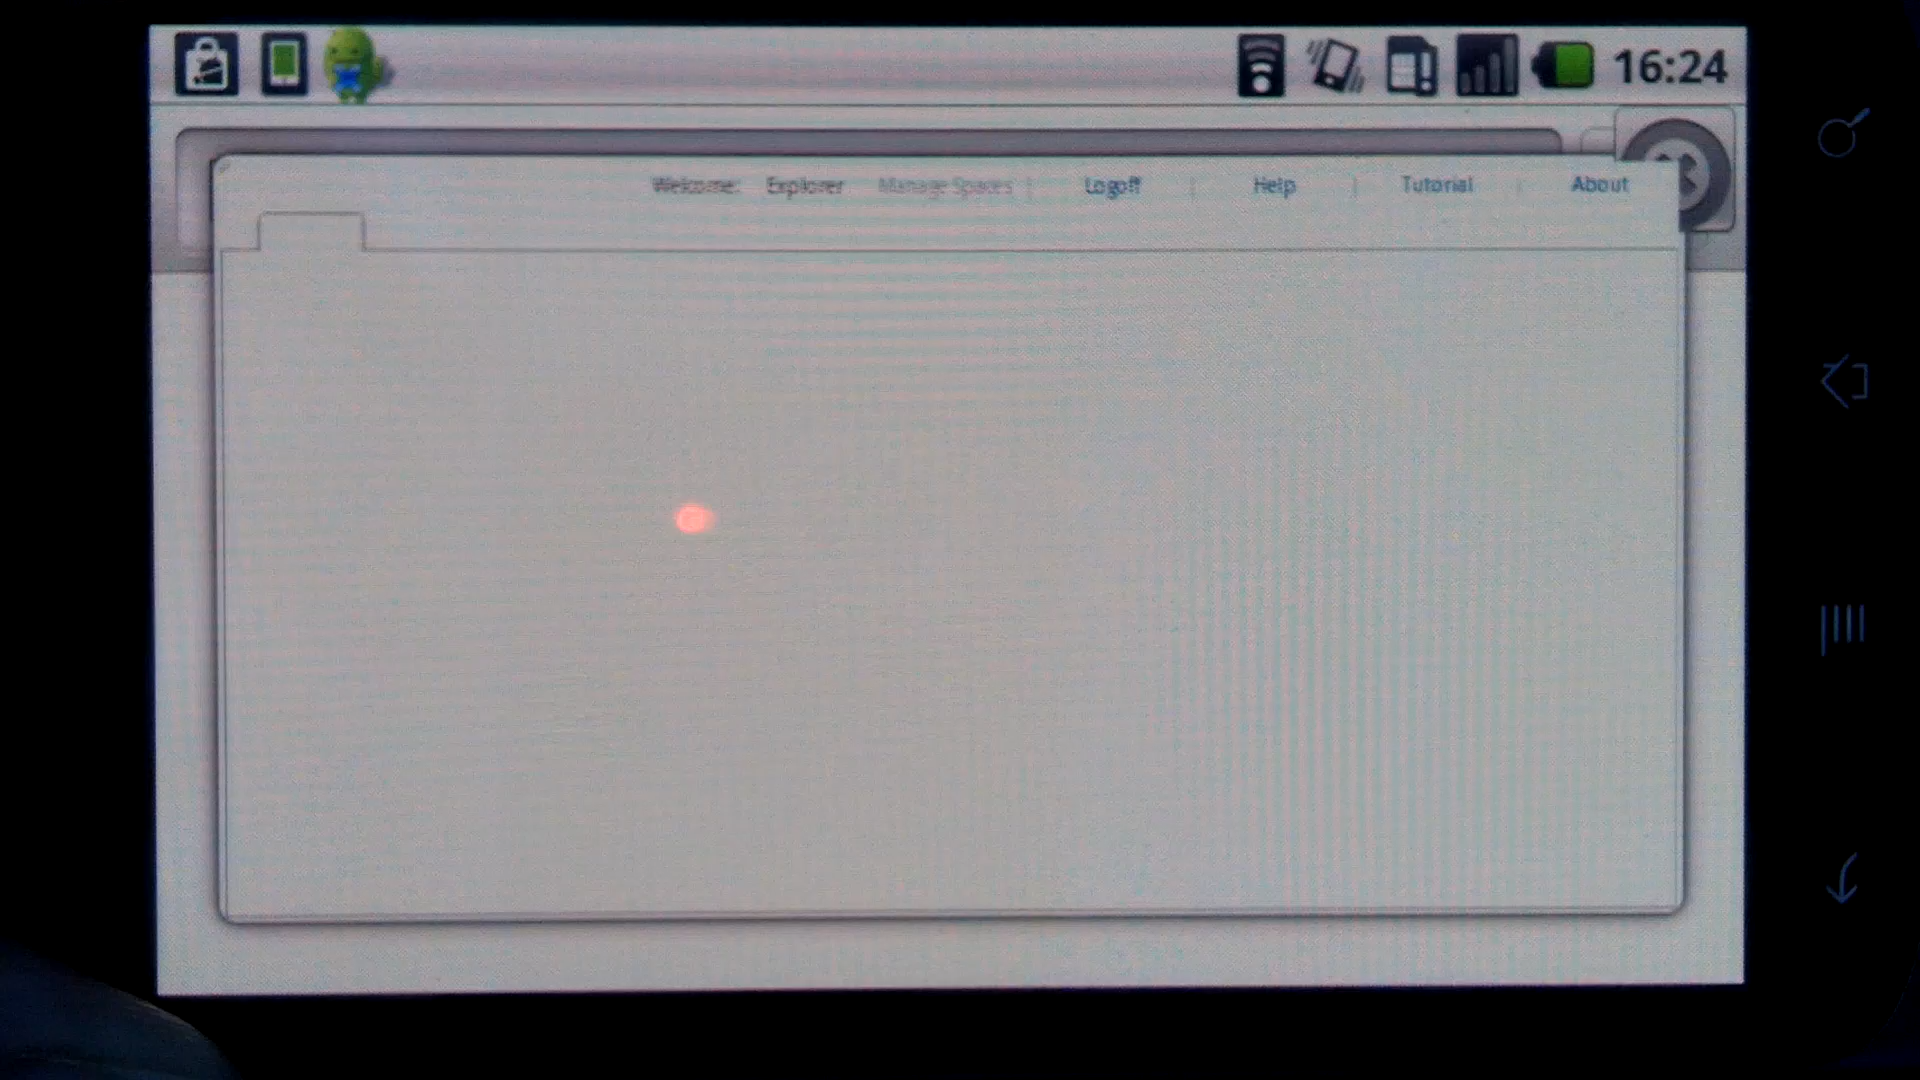 16:24
Welcome: Explorer Manage Spaces | Logoff | Help | Tutorial | About